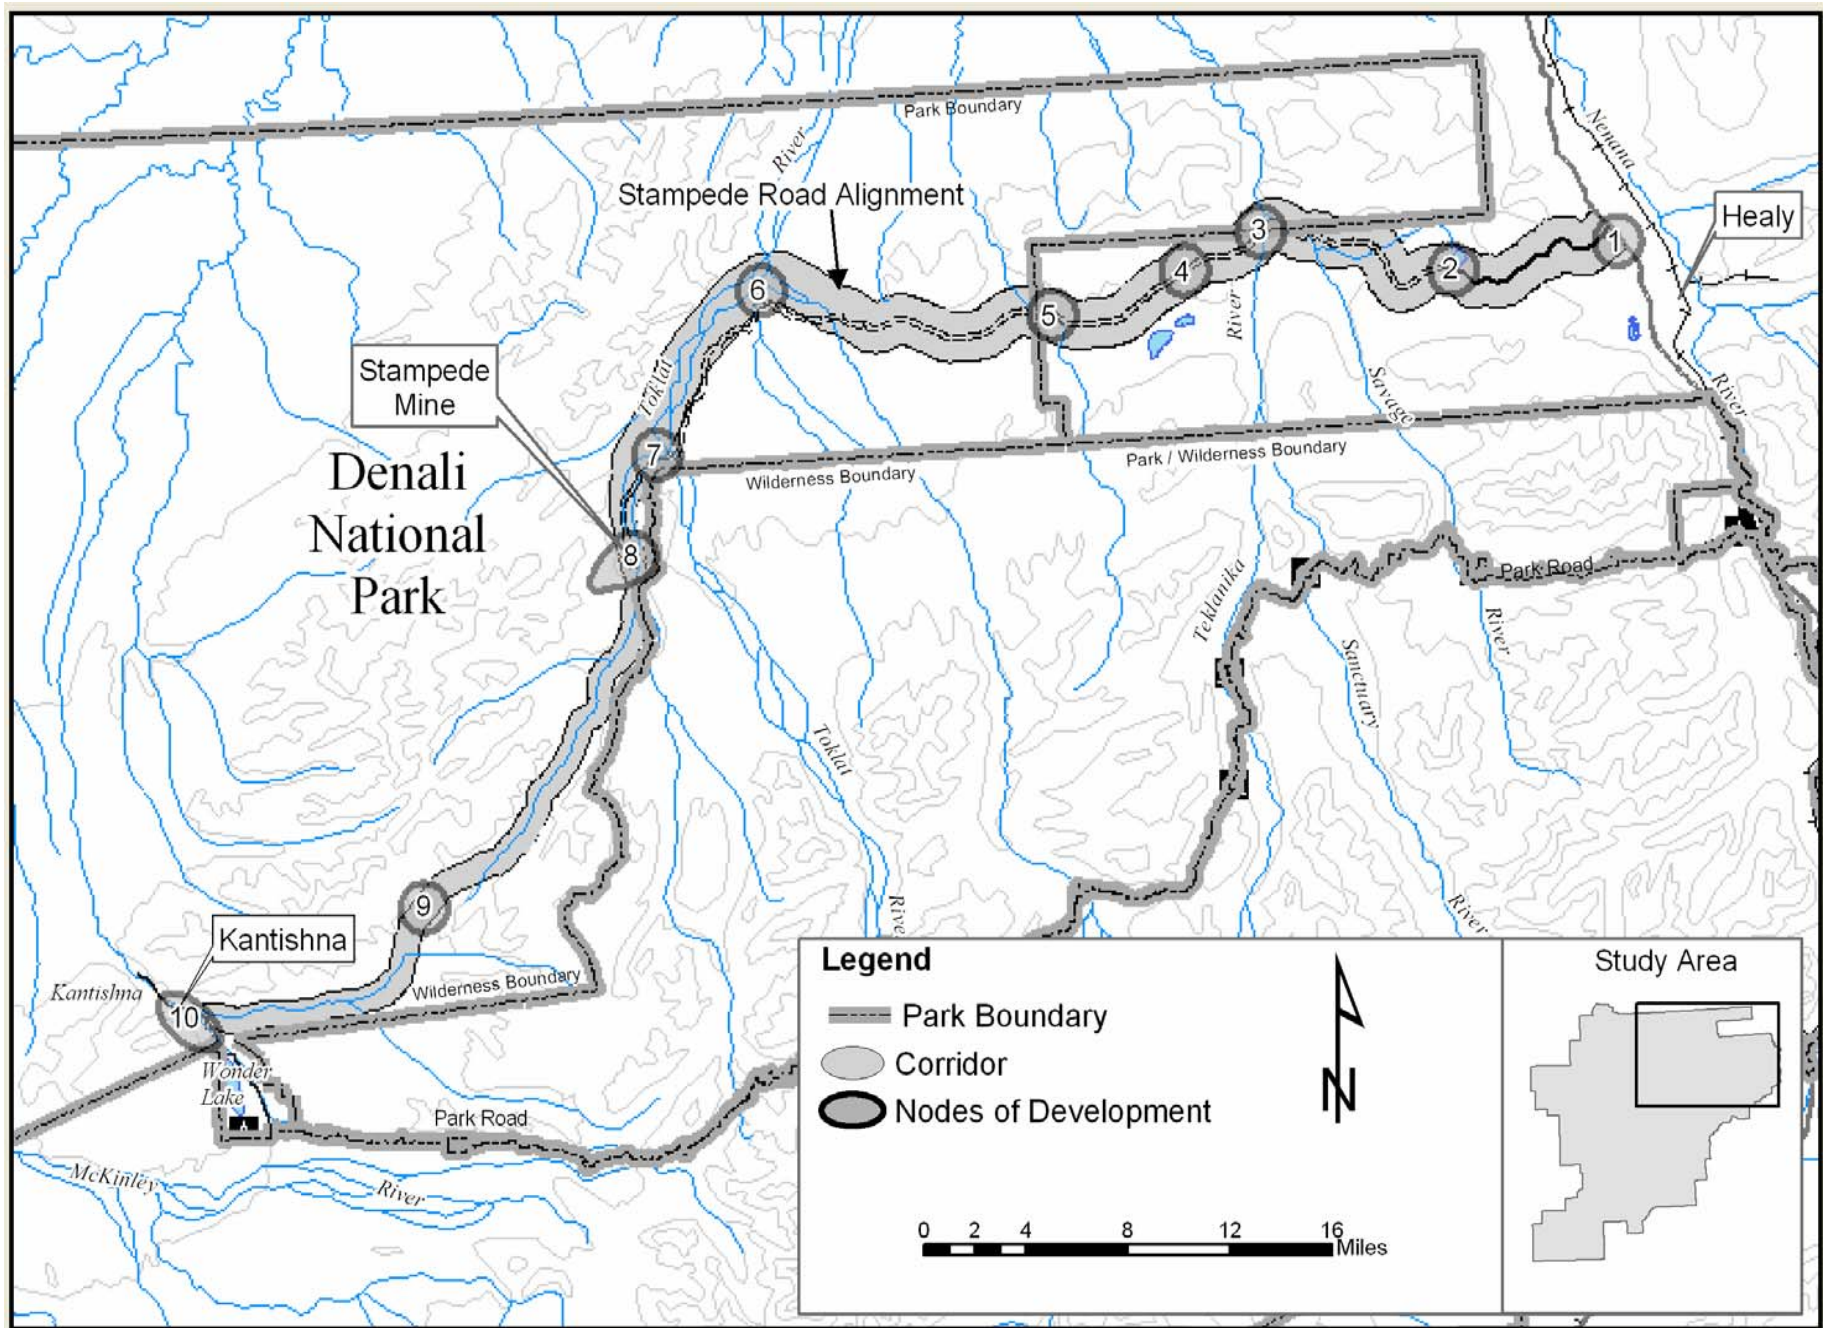 Park Boundary
River
Nenana
Stampede Road Alignment
Healy
1
2
3
4
5
6
River
Toklat
Savage
River
Stampede
Mine
7
Wilderness Boundary
Park / Wilderness Boundary
Denali
National
Park
8
Park Road
Teklanika
River
Sanctuary
Toklat
9
River
River
Kantishna
Kantishna
10
Wilderness Boundary
Wonder
Lake
Park Road
McKinley
River
Legend
Park Boundary
Corridor
Nodes of Development
N
0 2 4 8 12 16
Miles
Study Area